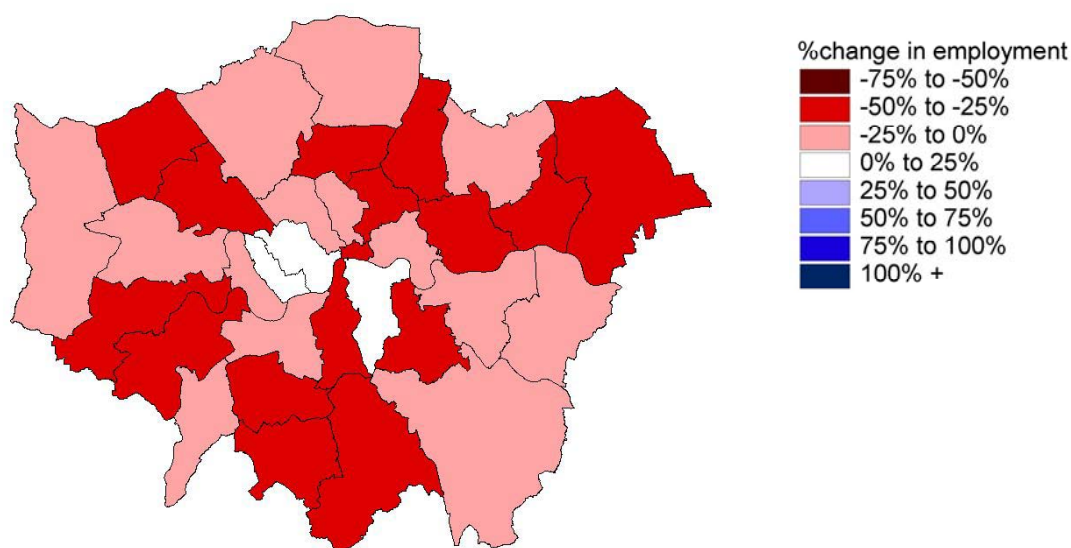 %change in employment
-75% to -50%
-50% to -25%
-25% to 0%
0% to 25%
25% to 50%
50% to 75%
75% to 100%
100% +